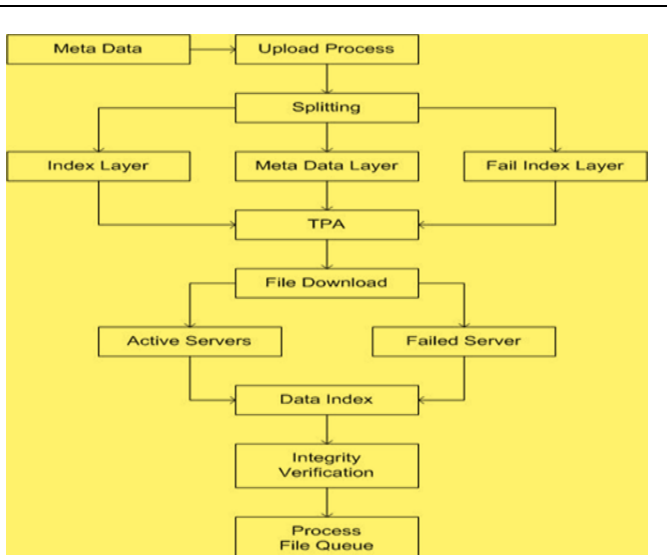 Meta Data
Upload Process
Splitting
Index Layer
Meta Data Layer
Fail Index Layer
TPA
File Download
Active Servers
Failed Server
Data Index
Integrity
Verification
Process
File Queue